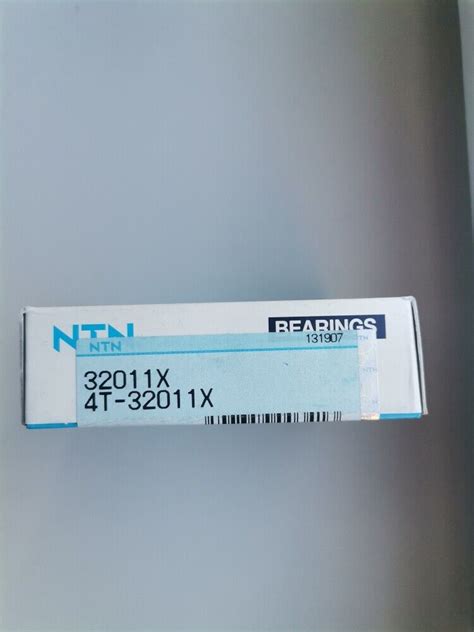 NTN
BEARINGS
NTN
131907
32011X
4T-32011X